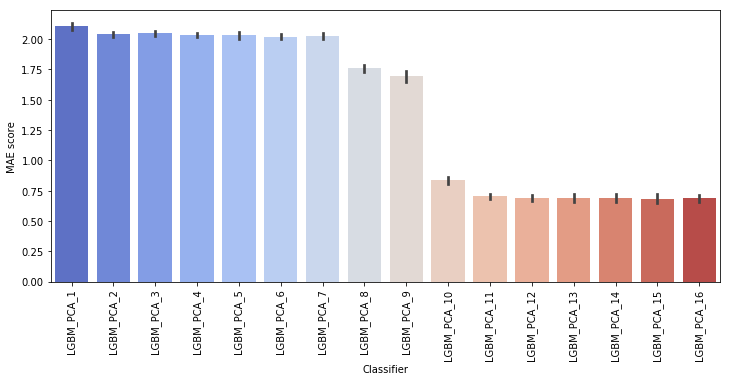 MAE score
2.00
1.75
1.50
1.25
1.00
0.75
0.50
0.25
0.00
LGBM_PCA_1
LGBM_PCA_2
LGBM_PCA_3
LGBM_PCA_4
LGBM_PCA_5
LGBM_PCA_6
LGBM_PCA_7
LGBM_PCA_8
LGBM_PCA_9
LGBM_PCA_10
LGBM_PCA_11
LGBM_PCA_12
LGBM_PCA_13
LGBM_PCA_14
LGBM_PCA_15
LGBM_PCA_16
Classifier